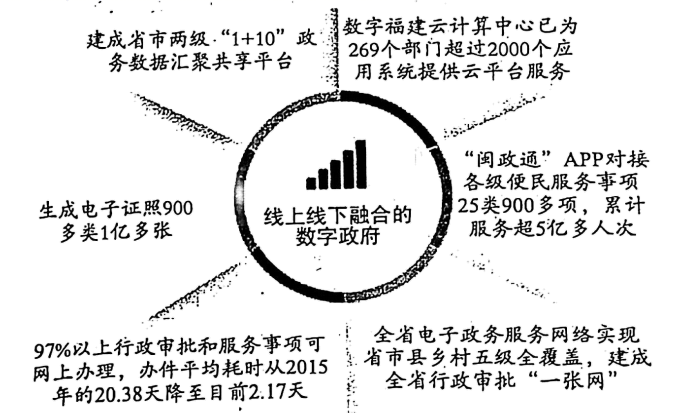 建成省市两级“1+10”政
务数据汇聚共享平台
数字福建云计算中心已为
269个部门超过2000个应
用系统提供云平台服务
“闽政通”APP对接
各级便民服务事项
25类900多项，累计
服务超5亿多人次
全省电子政务服务网络实现
省市县乡村五级全覆盖，建成
全省行政审批“一张网”
97%以上行政审批和服务事项可
网上办理，办件平均耗时从2015
年的20.38天降至目前2.17天
生成电子证照900
多类1亿多张
线上线下融合的
数字政府